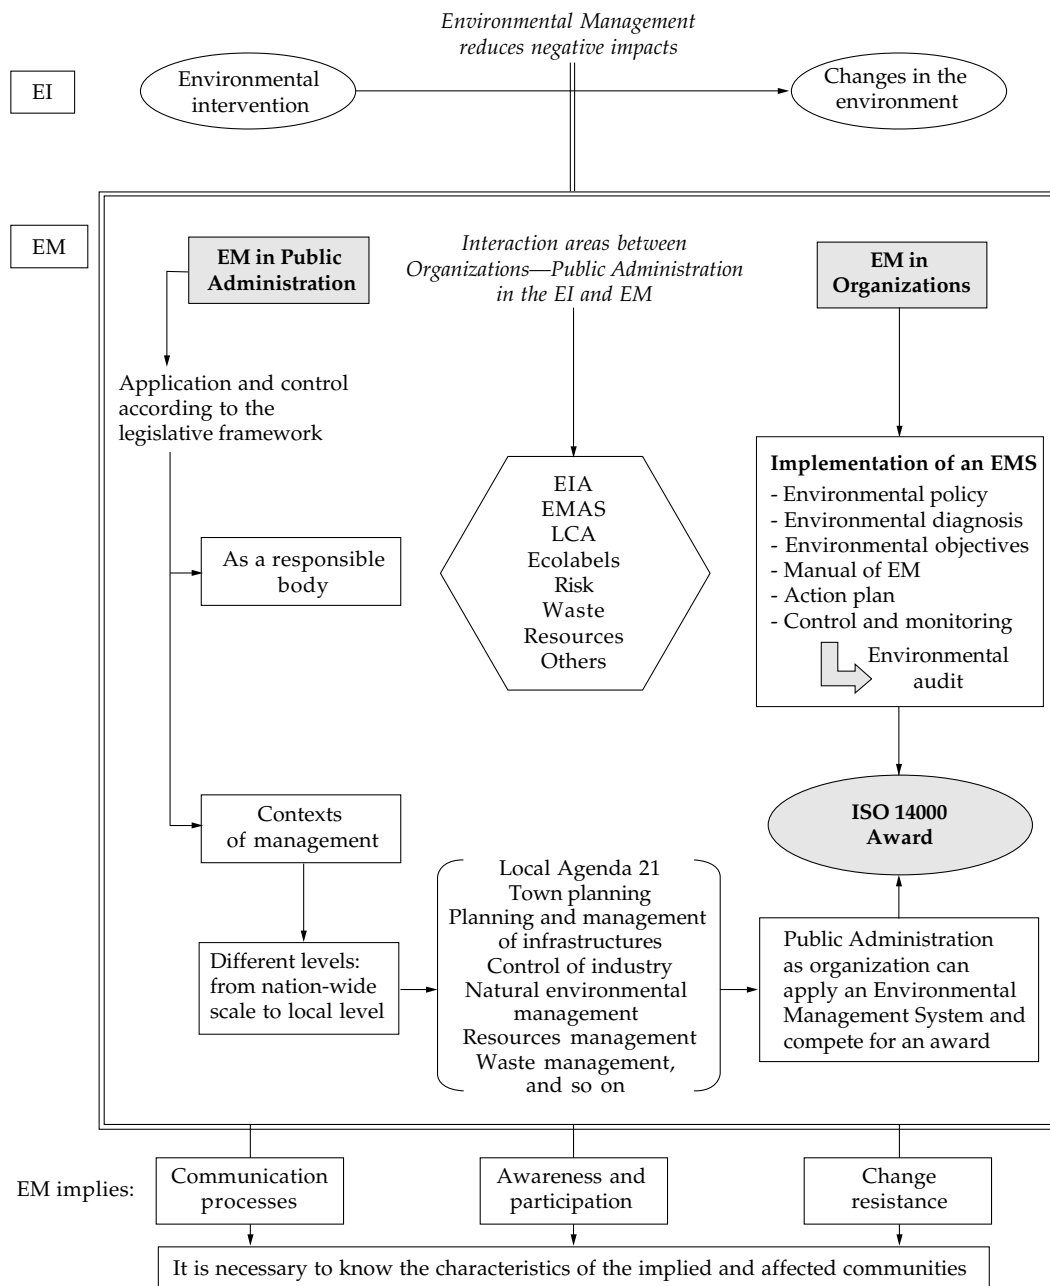 Environmental Management
reduces negative impacts
EI
Environmental
intervention
Changes in the
environment
EM
EM in Public
Administration
Interaction areas between
Organizations—Public Administration
in the EI and EM
EM in
Organizations
Application and control
according to the
legislative framework
As a responsible
body
EIA
EMAS
LCA
Ecolabels
Risk
Waste
Resources
Others
Implementation of an EMS
- Environmental policy
- Environmental diagnosis
- Environmental objectives
- Manual of EM
- Action plan
- Control and monitoring
Environmental
audit
ISO 14000
Award
Contexts
of management
Different levels:
from nation-wide
scale to local level
Local Agenda 21
Town planning
Planning and management
of infrastructures
Control of industry
Natural environmental
management
Resources management
Waste management,
and so on
Public Administration
as organization can
apply an Environmental
Management System and
compete for an award
EM implies:
Communication
processes
Awareness and
participation
Change
resistance
It is necessary to know the characteristics of the implied and affected communities